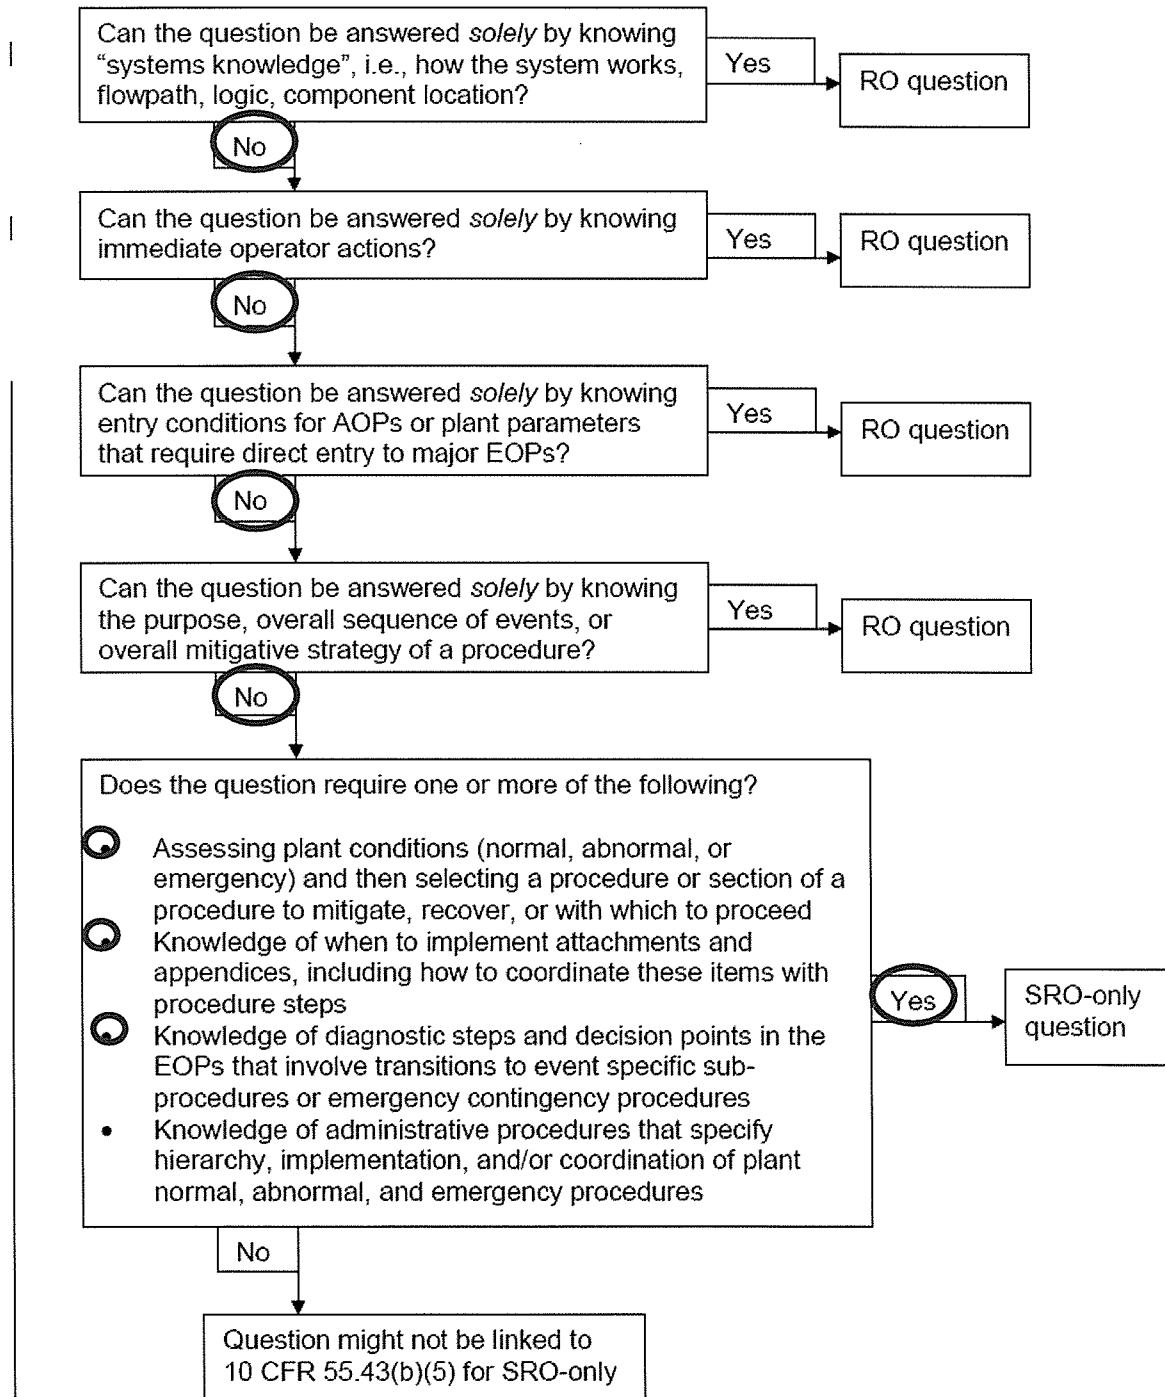 Can the question be answered solely by knowing
"systems knowledge", i.e., how the system works,
flowpath, logic, component location?
Yes
RO question
No
Can the question be answered solely by knowing
immediate operator actions?
Yes
RO question
No
Can the question be answered solely by knowing
entry conditions for AOPs or plant parameters
that require direct entry to major EOPs?
Yes
RO question
No
Can the question be answered solely by knowing
the purpose, overall sequence of events, or
overall mitigative strategy of a procedure?
Yes
RO question
No
Does the question require one or more of the following?
• Assessing plant conditions (normal, abnormal, or
emergency) and then selecting a procedure or section of a
procedure to mitigate, recover, or with which to proceed
• Knowledge of when to implement attachments and
appendices, including how to coordinate these items with
procedure steps
• Knowledge of diagnostic steps and decision points in the
EOPs that involve transitions to event specific sub-
procedures or emergency contingency procedures
• Knowledge of administrative procedures that specify
hierarchy, implementation, and/or coordination of plant
normal, abnormal, and emergency procedures
Yes
SRO-only
question
No
Question might not be linked to
10 CFR 55.43(b)(5) for SRO-only